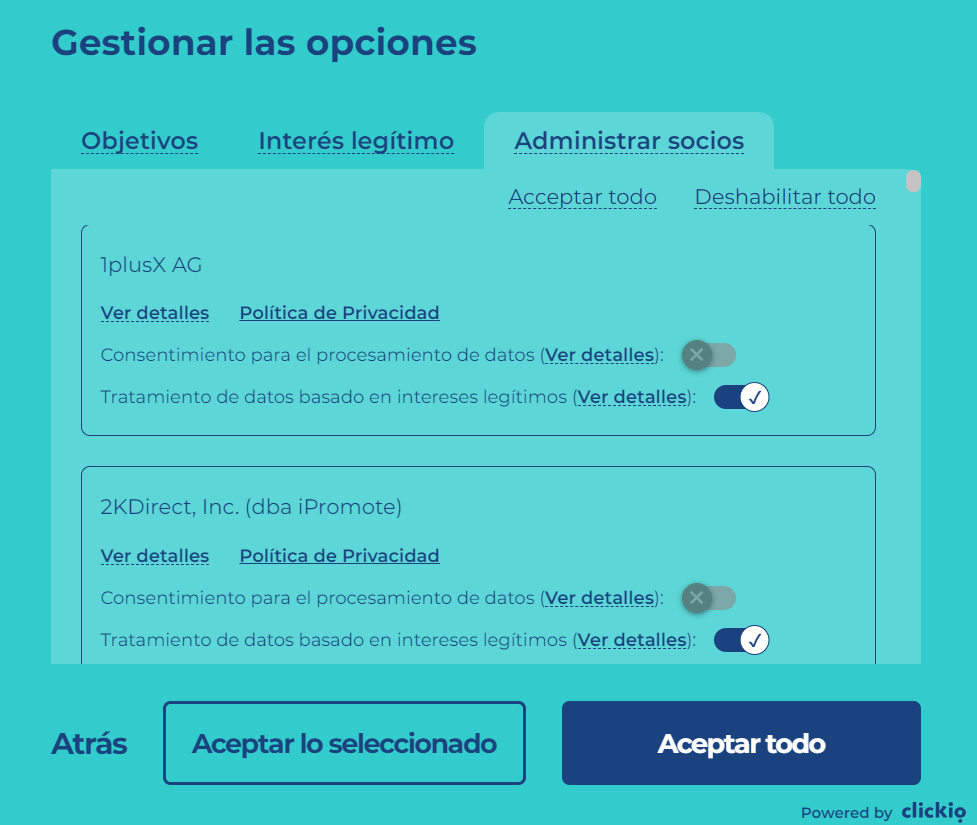 Gestionar las opciones
Objetivos Interés legítimo Administrar socios
Acceptar todo Deshabilitar todo
1plusX AG
Ver detalles Política de Privacidad
Consentimiento para el procesamiento de datos (Ver detalles):
Tratamiento de datos basado en intereses legítimos (Ver detalles):
2KDirect, Inc. (dba iPromote)
Ver detalles Política de Privacidad
Consentimiento para el procesamiento de datos (Ver detalles):
Tratamiento de datos basado en intereses legítimos (Ver detalles):
Atrás Aceptar lo seleccionado Aceptar todo
Powered by clickio